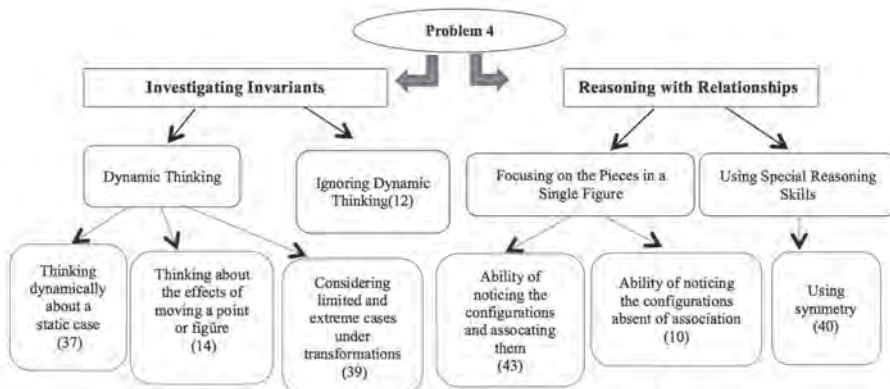 Problem 4
Investigating Invariants
Reasoning with Relationships
Dynamic Thinking
Ignoring Dynamic
Thinking(12)
Focusing on the Pieces in a
Single Figure
Using Special Reasoning
Skills
Thinking
dynamically
about a
static case
(37)
Thinking about
the effects of
moving a point
or figüre
(14)
Considering
limited and
extreme cases
under
transformations
(39)
Ability of
noticing the
configurations
and assocating
them
(43)
Ability of noticing
the configurations
absent of association
(10)
Using
symmetry
(40)